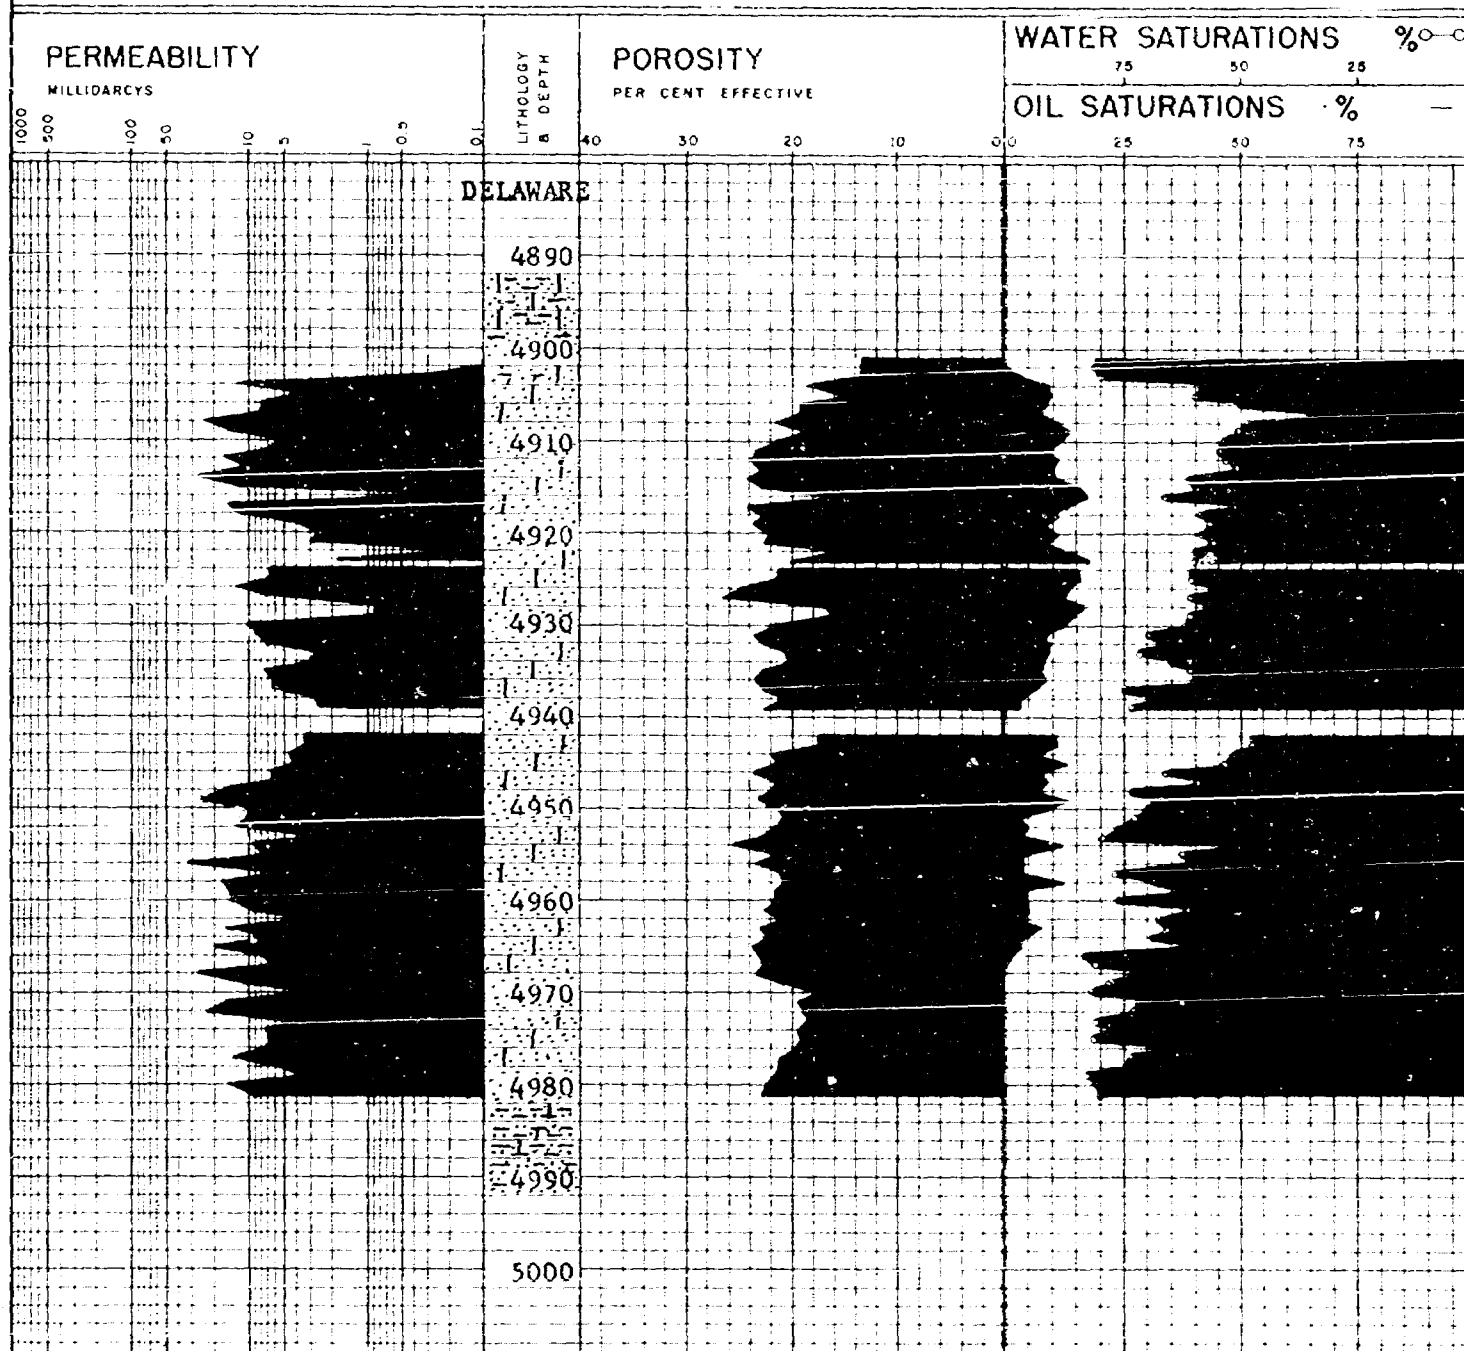 PERMEABILITY
MILLIDARCYS
1000 500 100 50 10 5 1 0.5 0.1
LITHOLOGY
& DEPTH
POROSITY
PER CENT EFFECTIVE
40 30 20 10 0
WATER SATURATIONS %
75 50 25
OIL SATURATIONS %
0 25 50 75
DELAWARE
4890
4900
4910
4920
4930
4940
4950
4960
4970
4980
4990
5000